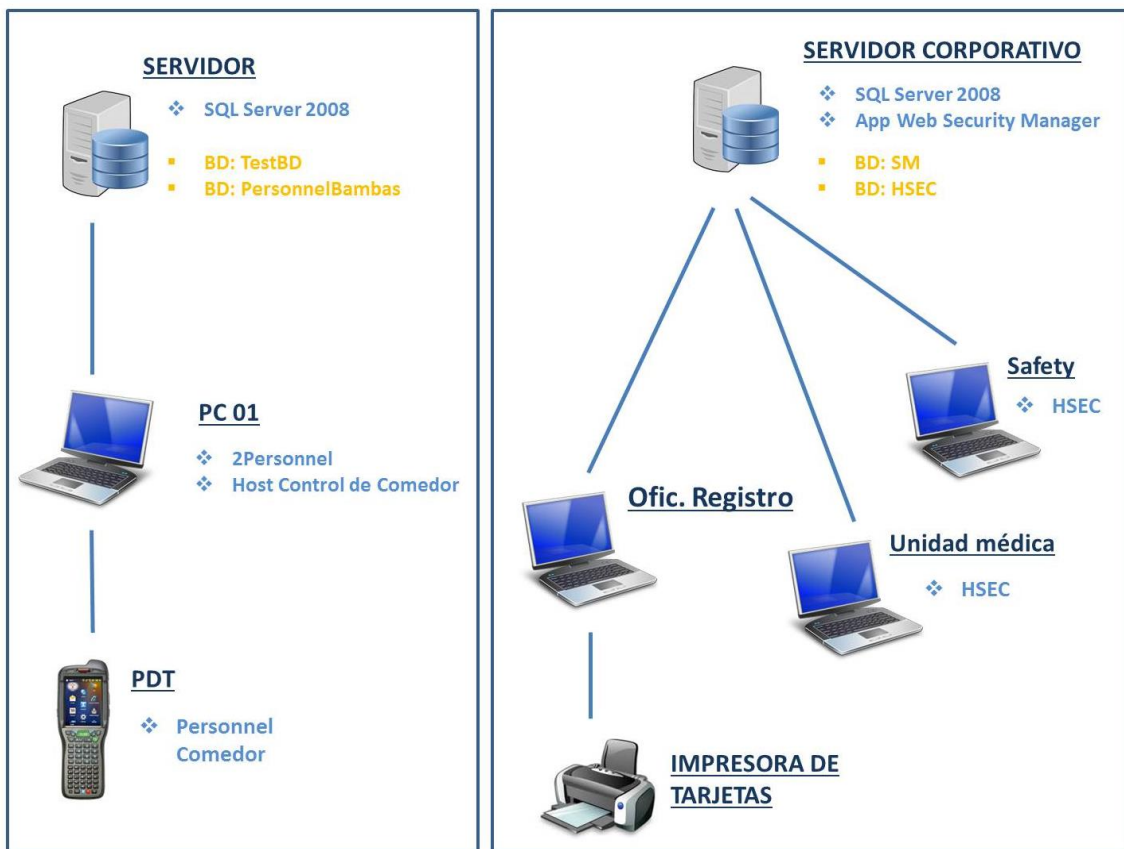 SERVIDOR
SQL Server 2008
BD: TestBD
BD: PersonnelBambas
PC 01
2Personnel
Host Control de Comedor
PDT
Personnel
Comedor
SERVIDOR CORPORATIVO
SQL Server 2008
App Web Security Manager
BD: SM
BD: HSEC
Safety
HSEC
Ofic. Registro
Unidad médica
HSEC
IMPRESORA DE
TARJETAS